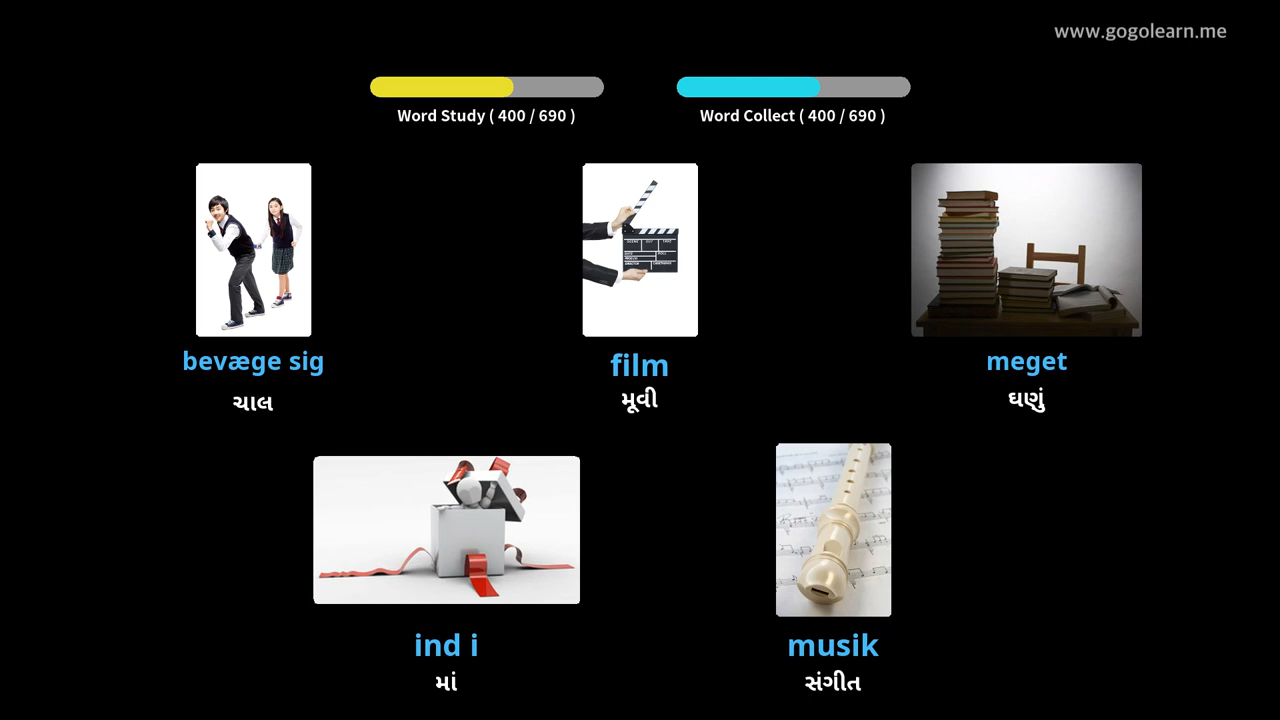 www.gogolearn.me
Word Study ( 400 / 690 )
Word Collect ( 400 / 690 )
bevæge sig
ચાલ
film
મૂવી
meget
ઘણું
ind i
માં
musik
સંગીત